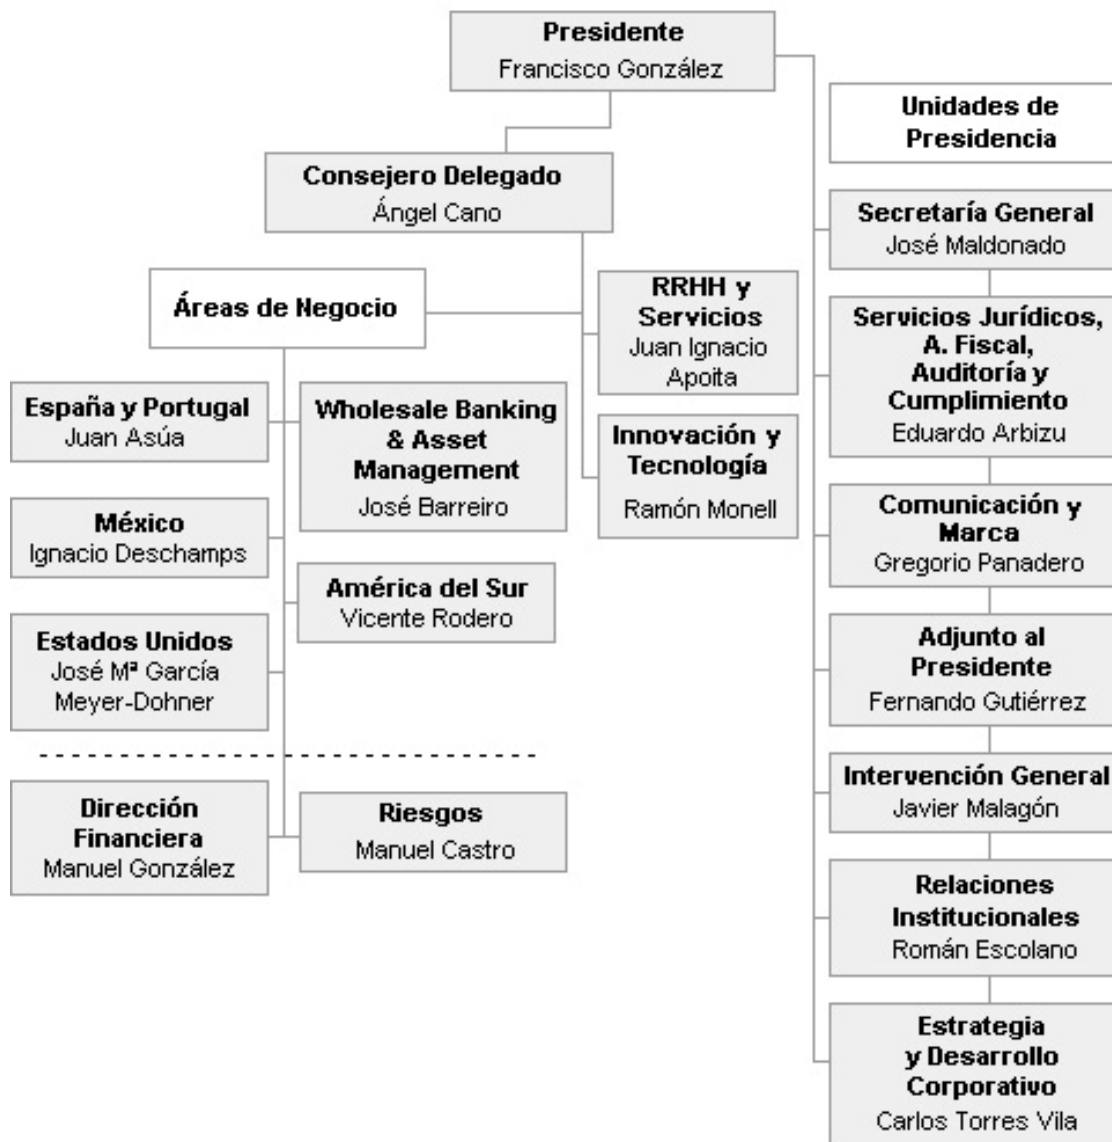 Presidente
Francisco González
Unidades de
Presidencia
Consejero Delegado
Ángel Cano
Secretaría General
José Maldonado
Áreas de Negocio
RRHH y
Servicios
Juan Ignacio
Apoita
Servicios Jurídicos,
A. Fiscal,
Auditoría y
Cumplimiento
Eduardo Arbizu
España y Portugal
Juan Asúa
Wholesale Banking
& Asset
Management
José Barreiro
Innovación y
Tecnología
Ramón Monell
México
Ignacio Deschamps
Comunicación y
Marca
Gregorio Panadero
América del Sur
Vicente Rodero
Estados Unidos
José Mª García
Meyer-Dohner
Adjunto al
Presidente
Fernando Gutiérrez
Dirección
Financiera
Manuel González
Riesgos
Manuel Castro
Intervención General
Javier Malagón
Relaciones
Institucionales
Román Escolano
Estrategia
y Desarrollo
Corporativo
Carlos Torres Vila